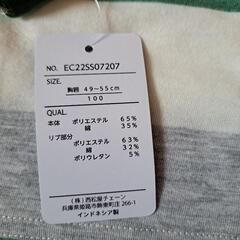 NO. EC22SS07207
SIZE.
胸囲 49~55cm
100
QUAL.
本体 ポリエステル 65%
綿 35%
リブ部分
ポリエステル 63%
綿 32%
ポリウレタン 5%
(株)西松屋チェーン
兵庫県姫路市飾東町庄266-1
インドネシア製